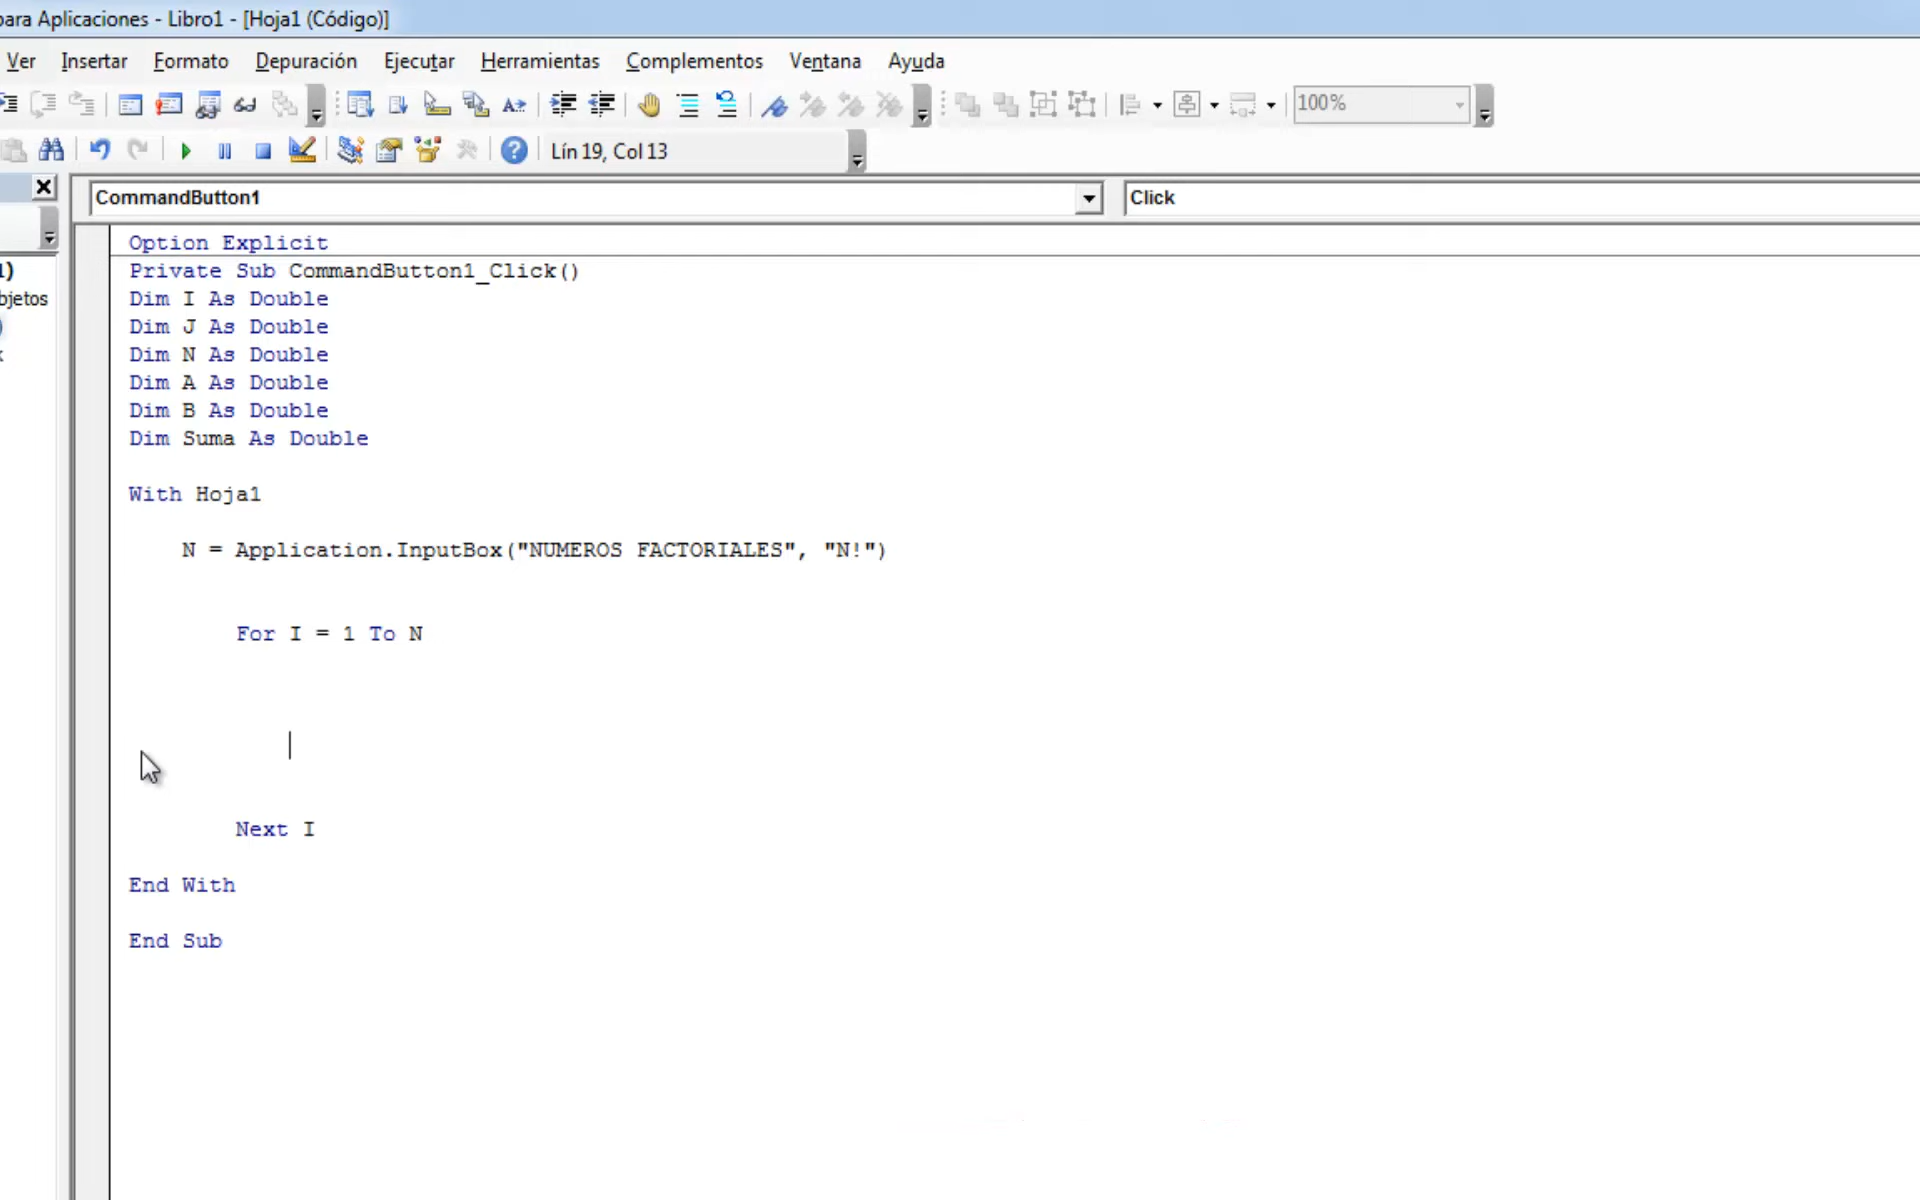 para Aplicaciones - Libro1 - [Hoja1 (Código)]
Ver Insertar Formato Depuración Ejecutar Herramientas Complementos Ventana Ayuda
100%
Lín 19, Col 13
CommandButton1 Click
Option Explicit
Private Sub CommandButton1_Click()
Dim I As Double
Dim J As Double
Dim N As Double
Dim A As Double
Dim B As Double
Dim Suma As Double
With Hoja1
N = Application.InputBox("NUMEROS FACTORIALES", "N!")
For I = 1 To N
Next I
End With
End Sub
1)
bjetos